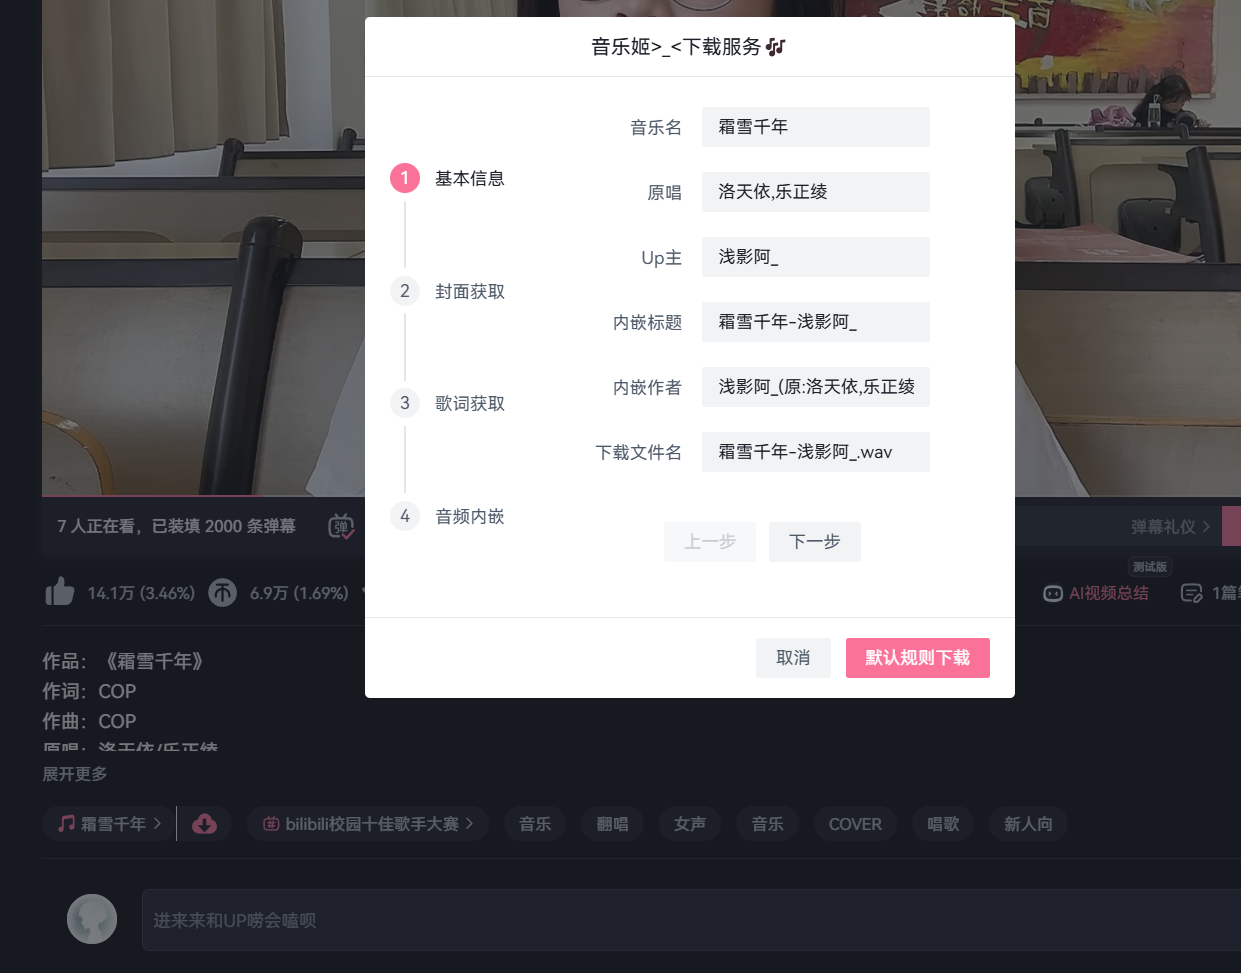 音乐姬>_<下载服务🎶
音乐名 霜雪千年
1 基本信息
原唱 洛天依,乐正绫
Up主 浅影阿_
2 封面获取
内嵌标题 霜雪千年-浅影阿_
内嵌作者 浅影阿_(原:洛天依,乐正绫
3 歌词获取
下载文件名 霜雪千年-浅影阿_.wav
4 音频内嵌
上一步 下一步
取消 默认规则下载
7 人正在看，已装填 2000 条弹幕 弹
弹幕礼仪 >
测试版
14.1万 (3.46%) 6.9万 (1.69%)
AI视频总结 1篇
作品：《霜雪千年》
作词：COP
作曲：COP
原唱：洛天依/乐正绫
展开更多
霜雪千年 > bilibili校园十佳歌手大赛 > 音乐 翻唱 女声 音乐 COVER 唱歌 新人向
进来来和UP唠会嗑呗